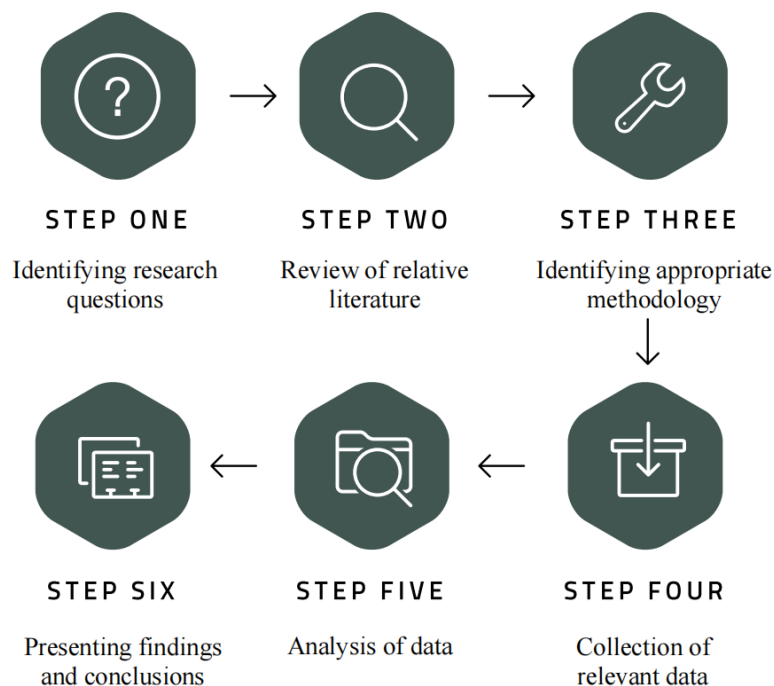 ?
STEP ONE
Identifying research
questions
STEP TWO
Review of relative
literature
STEP THREE
Identifying appropriate
methodology
STEP FOUR
Collection of
relevant data
STEP FIVE
Analysis of data
STEP SIX
Presenting findings
and conclusions